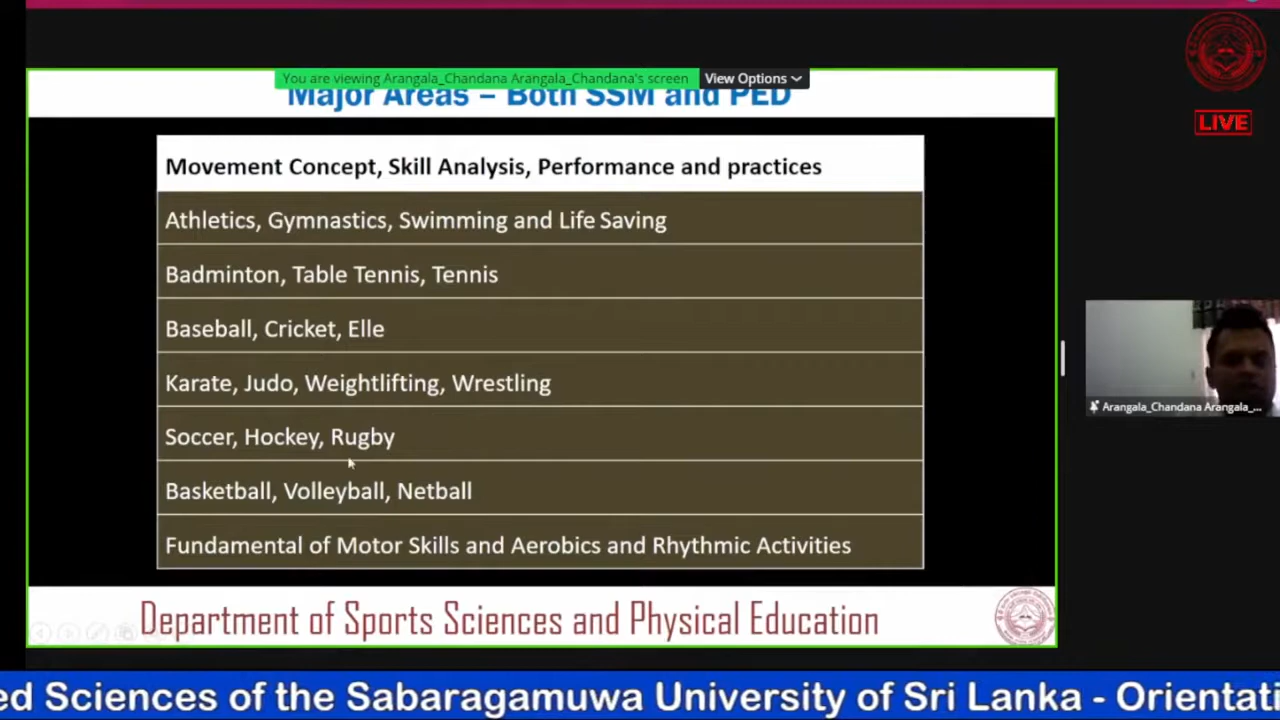 You are viewing Arangala_Chandana Arangala_Chandana's screen
View Options
Major Areas – Both SSM and PED
LIVE
Movement Concept, Skill Analysis, Performance and practices
Athletics, Gymnastics, Swimming and Life Saving
Badminton, Table Tennis, Tennis
Baseball, Cricket, Elle
Karate, Judo, Weightlifting, Wrestling
Soccer, Hockey, Rugby
Basketball, Volleyball, Netball
Fundamental of Motor Skills and Aerobics and Rhythmic Activities
Arangala_Chandana Arangala_...
Department of Sports Sciences and Physical Education
ed Sciences of the Sabaragamuwa University of Sri Lanka - Orientati